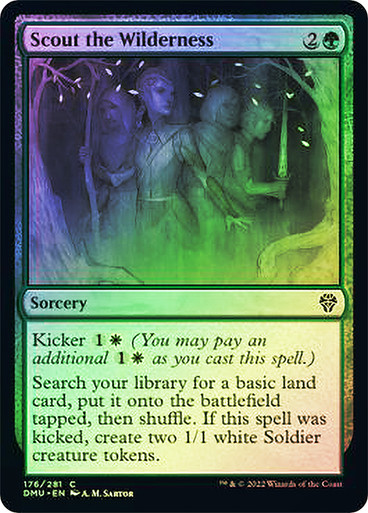 Scout the Wilderness 2
Sorcery
Kicker 1 (You may pay an
additional 1 as you cast this spell.)
Search your library for a basic land
card, put it onto the battlefield
tapped, then shuffle. If this spell was
kicked, create two 1/1 white Soldier
creature tokens.
176/281 C
DMU • EN A. M. Sartor
™ & © 2022 Wizards of the Coast